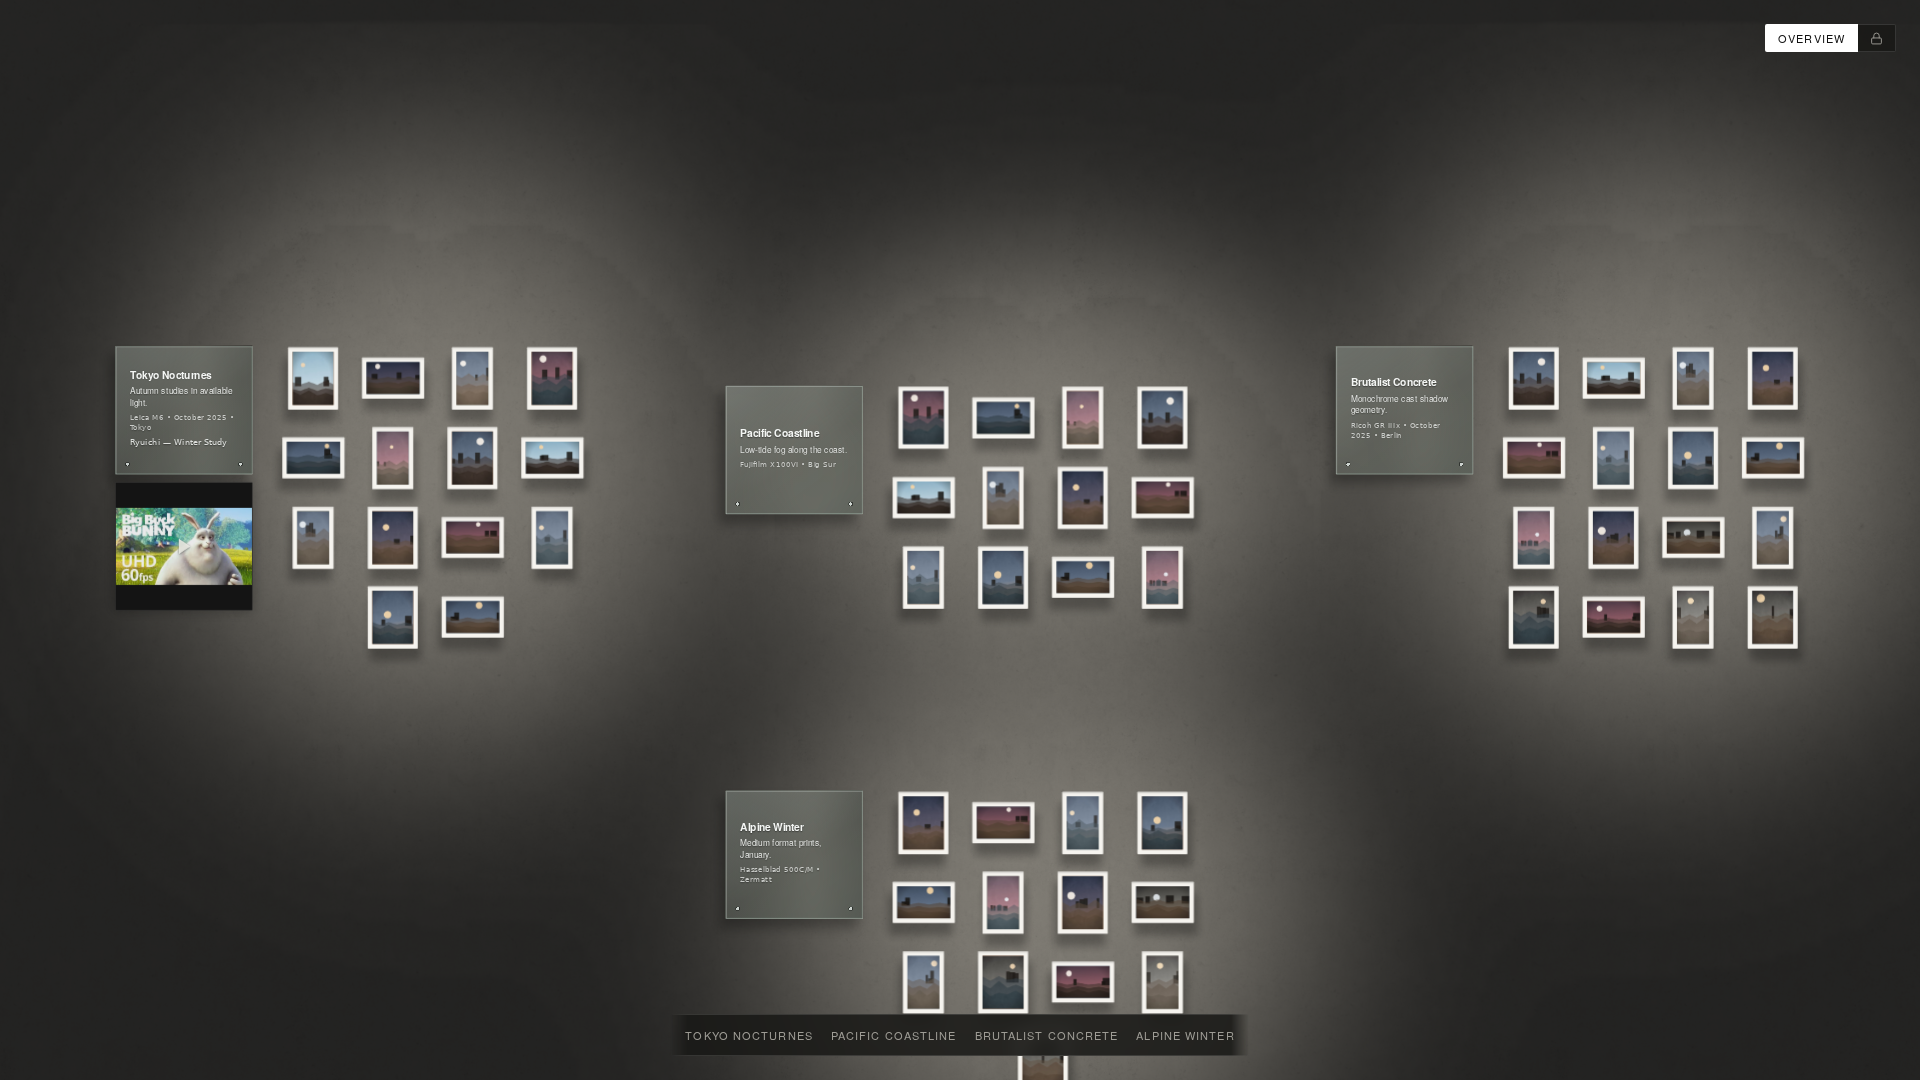 OVERVIEW
Tokyo Nocturnes
Autumn studies in available
light.
Leica M6 • October 2025 •
Tokyo
Ryuichi — Winter Study
Big Buck
BUNNY
UHD
60fps
Pacific Coastline
Low-tide fog along the coast.
Fujifilm X100VI • Big Sur
Brutalist Concrete
Monochrome cast shadow
geometry.
Ricoh GR IIIx • October
2025 • Berlin
Alpine Winter
Medium format prints,
January.
Hasselblad 500C/M •
Zermatt
TOKYO NOCTURNES PACIFIC COASTLINE BRUTALIST CONCRETE ALPINE WINTER